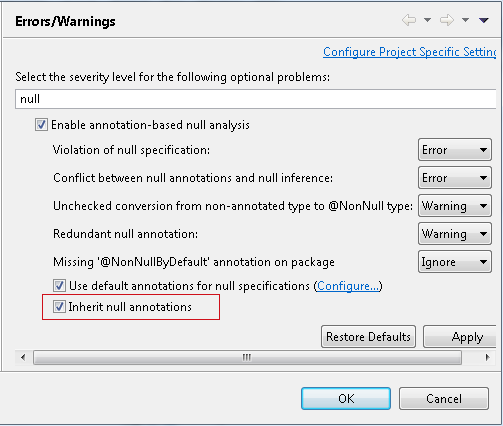 Errors/Warnings
Configure Project Specific Setting
Select the severity level for the following optional problems:
null
Enable annotation-based null analysis
Violation of null specification: Error
Conflict between null annotations and null inference: Error
Unchecked conversion from non-annotated type to @NonNull type: Warning
Redundant null annotation: Warning
Missing '@NonNullByDefault' annotation on package Ignore
Use default annotations for null specifications (Configure...)
Inherit null annotations
Restore Defaults Apply
OK Cancel